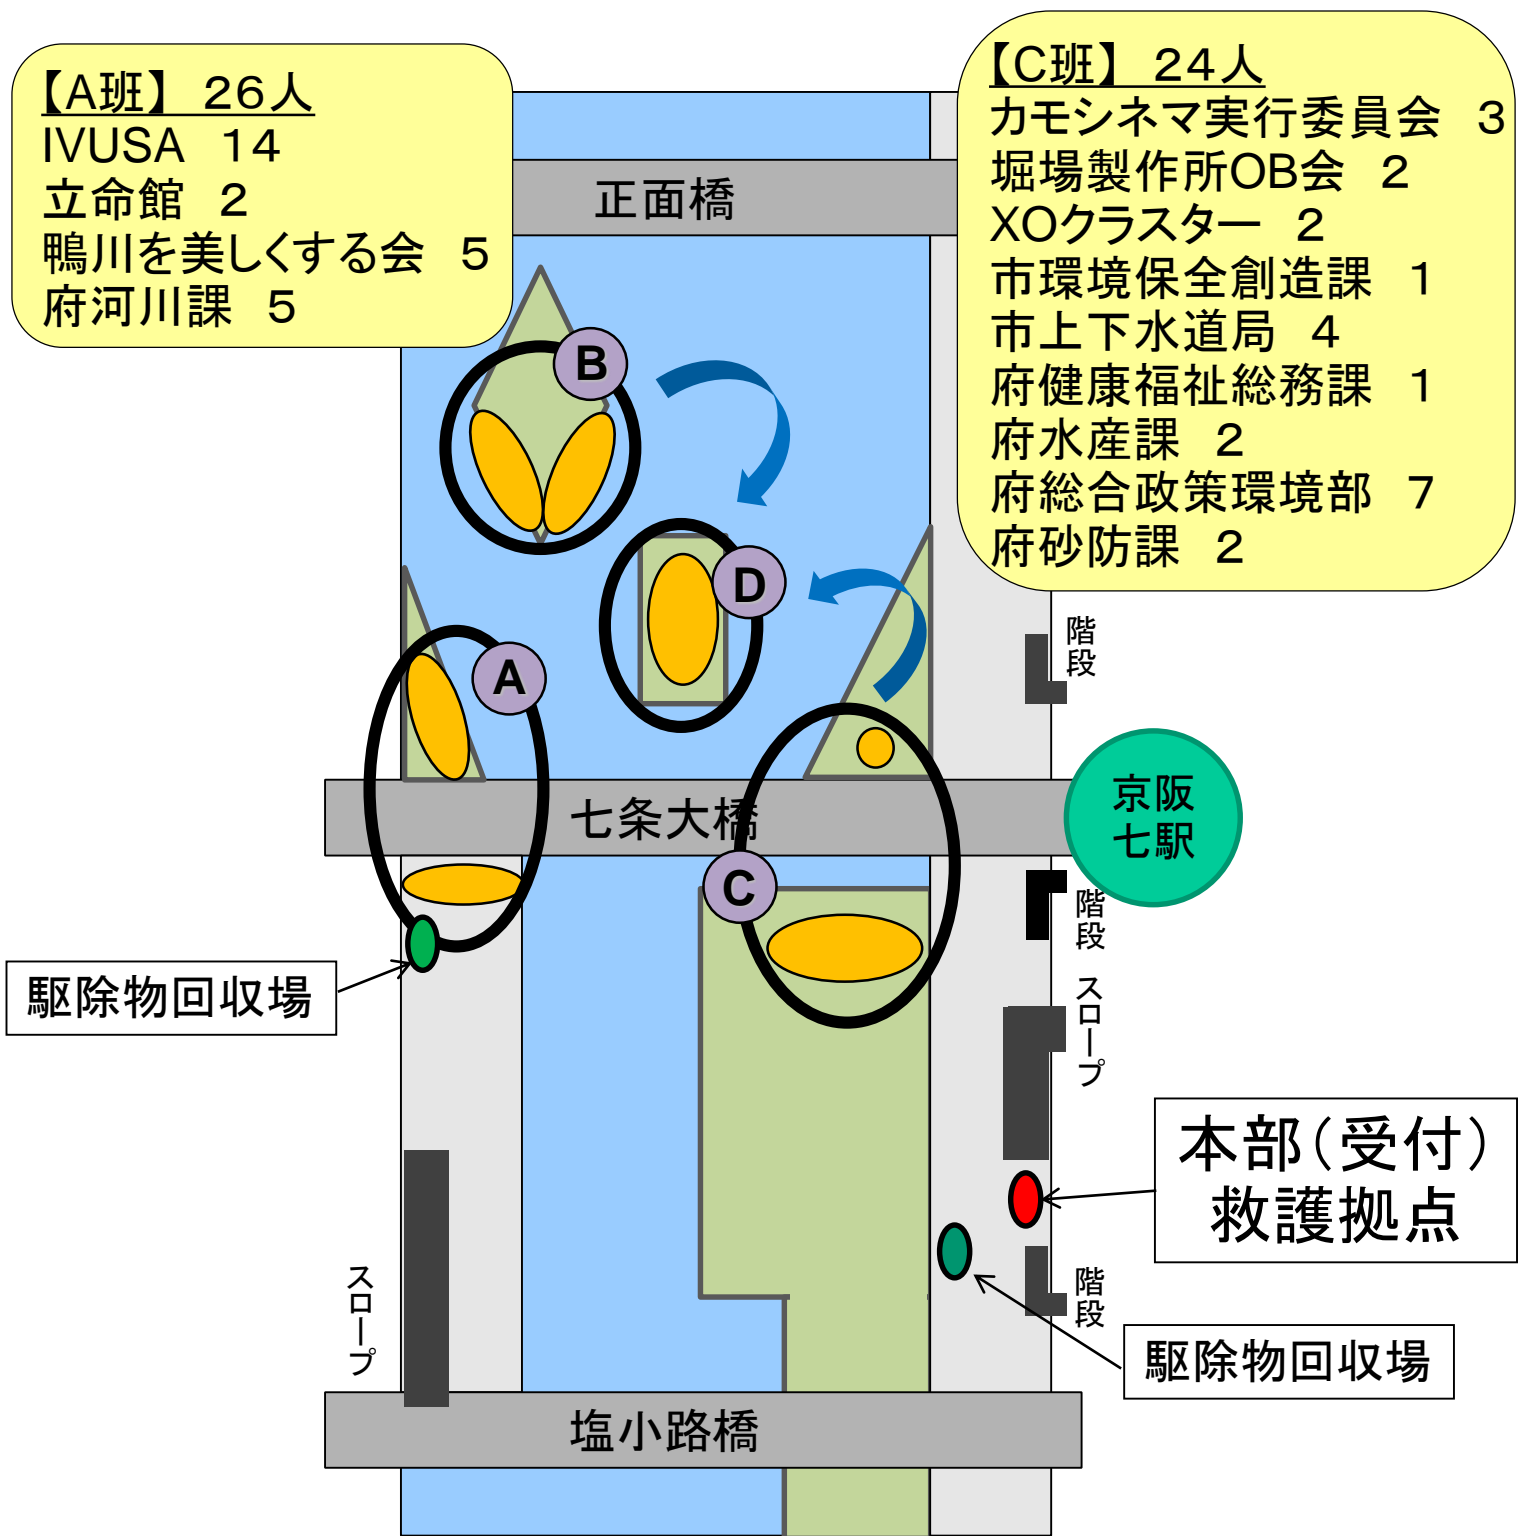 【A班】　26人
IVUSA　14
立命館　2
鴨川を美しくする会　5
府河川課　5
【C班】　24人
カモシネマ実行委員会　3
堀場製作所OB会　2
XOクラスター　2
市環境保全創造課　1
市上下水道局　4
府健康福祉総務課　1
府水産課　2
府総合政策環境部　7
府砂防課　2
正面橋
B
D
A
階段
七条大橋
京阪
七駅
C
階段
駆除物回収場
スロープ
本部（受付）
救護拠点
スロープ
階段
駆除物回収場
塩小路橋